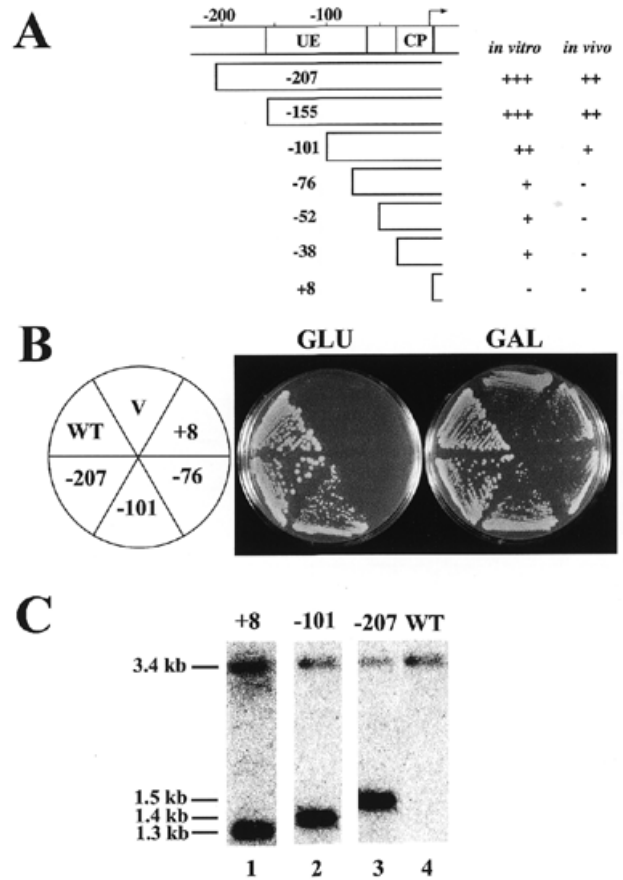 A
-200 -100
UE CP in vitro in vivo
-207 +++ ++
-155 +++ ++
-101 ++ +
-76 + -
-52 + -
-38 + -
+8 - -
B
GLU GAL
V
WT +8
-207 -76
-101
C
+8 -101 -207 WT
3.4 kb
1.5 kb
1.4 kb
1.3 kb
1 2 3 4